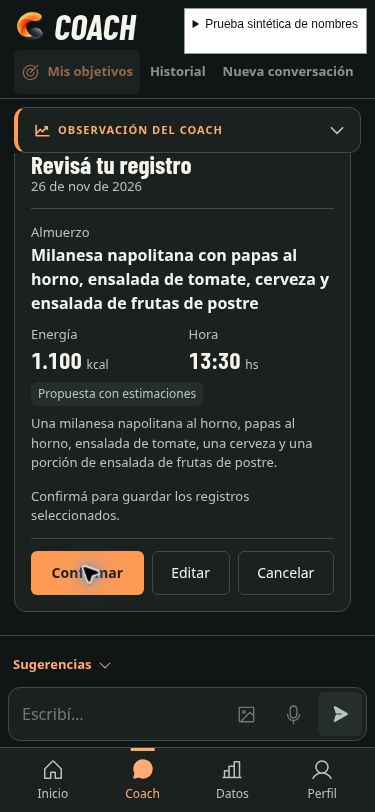 COACH
▶ Prueba sintética de nombres
Mis objetivos
Historial
Nueva conversación
OBSERVACIÓN DEL COACH
Revisá tu registro
26 de nov de 2026
Almuerzo
Milanesa napolitana con papas al
horno, ensalada de tomate, cerveza y
ensalada de frutas de postre
Energía
Hora
1.100 kcal
13:30 hs
Propuesta con estimaciones
Una milanesa napolitana al horno, papas al
horno, ensalada de tomate, una cerveza y una
porción de ensalada de frutas de postre.
Confirmá para guardar los registros
seleccionados.
Confirmar
Editar
Cancelar
Sugerencias
Escribí...
Inicio
Coach
Datos
Perfil